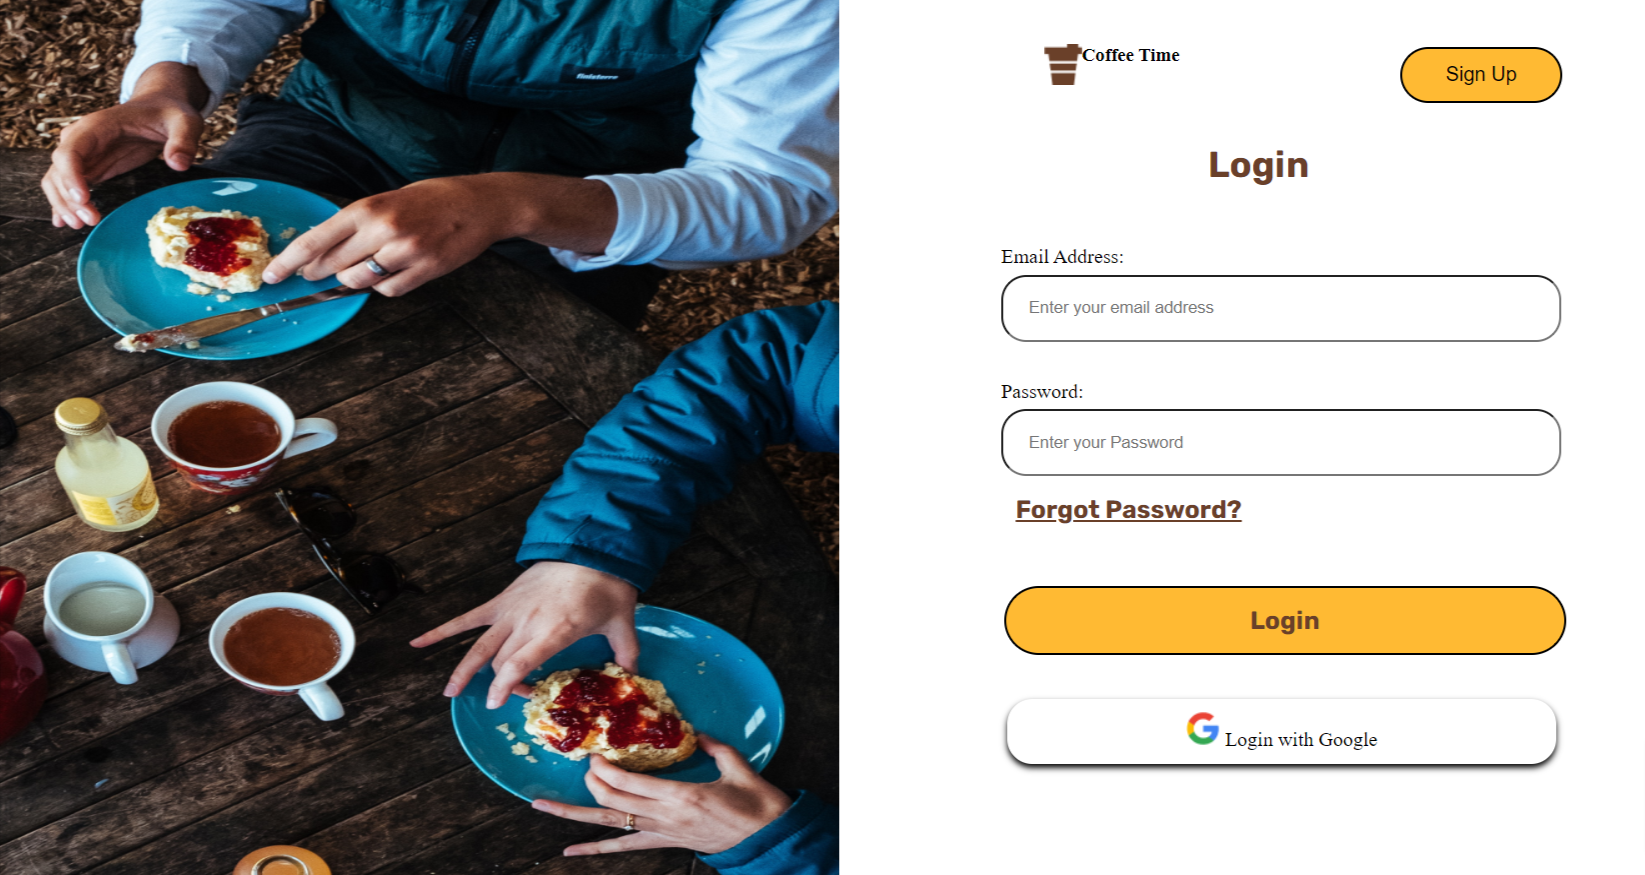 finisterre
Coffee Time
Sign Up
Login
Email Address:
Enter your email address
Password:
Enter your Password
Forgot Password?
Login
Login with Google